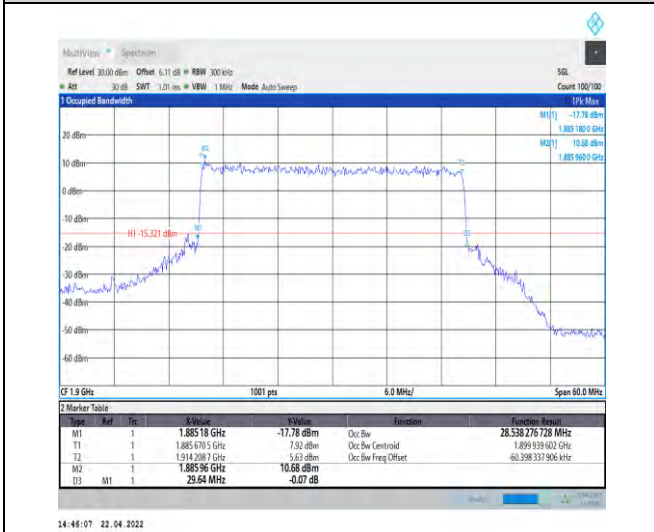 MultiView Spectrum
Ref Level 30.00 dBm Offset 6.11 dB RBW 300 kHz SGL
Att 30 dB SWT 1.01 ms VBW 1 MHz Mode Auto Sweep Count 100/100
1 Occupied Bandwidth 1Pk Max
M1[1] -17.78 dBm
1.885 180 0 GHz
M2[1] 10.68 dBm
1.885 960 0 GHz
20 dBm
M2
T2
10 dBm
0 dBm
-10 dBm
H1 -15.321 dBm
M1
D3
-20 dBm
-30 dBm
-40 dBm
-50 dBm
-60 dBm
CF 1.9 GHz 1001 pts 6.0 MHz/ Span 60.0 MHz
2 Marker Table
Type Ref Trc X-Value Y-Value Function Function Result
M1 1 1.88518 GHz -17.78 dBm Occ Bw 28.538 276 728 MHz
T1 1 1.885 670 5 GHz 7.92 dBm Occ Bw Centroid 1.899 939 602 GHz
T2 1 1.914 208 7 GHz 5.63 dBm Occ Bw Freq Offset -60.398 337 906 kHz
M2 1 1.88596 GHz 10.68 dBm
D3 M1 1 29.64 MHz -0.07 dB
14:46:07 22.04.2022